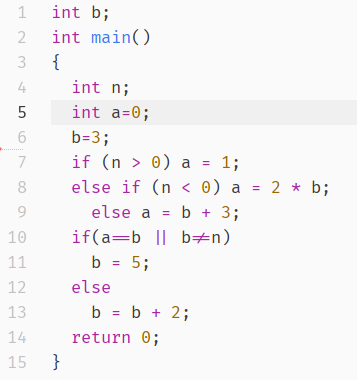 1 int b;
2 int main()
3 {
4   int n;
5   int a=0;
6   b=3;
7   if (n > 0) a = 1;
8   else if (n < 0) a = 2 * b;
9     else a = b + 3;
10   if(a==b || b!=n)
11     b = 5;
12   else
13     b = b + 2;
14   return 0;
15 }